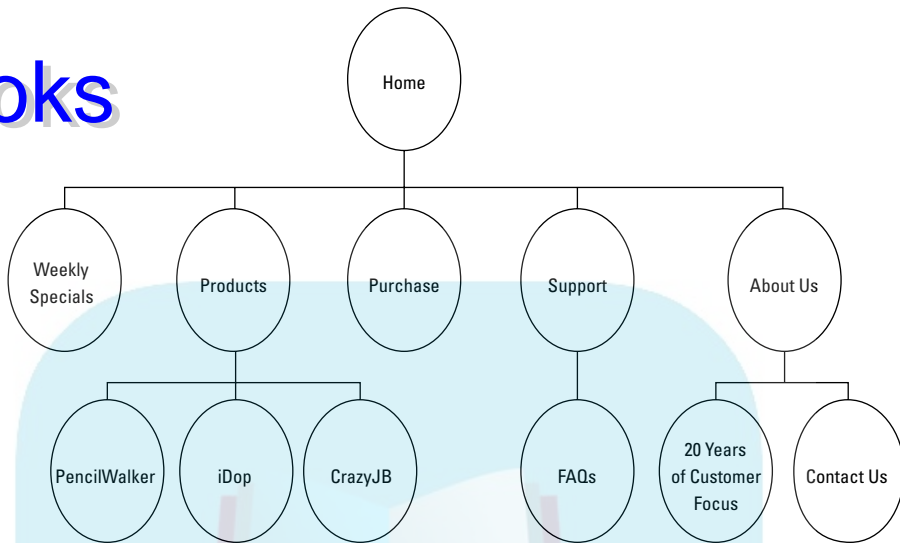 Home
oks
Weekly
Specials
Products
Purchase
Support
About Us
PencilWalker
iDop
CrazyJB
FAQs
20 Years
of Customer
Focus
Contact Us